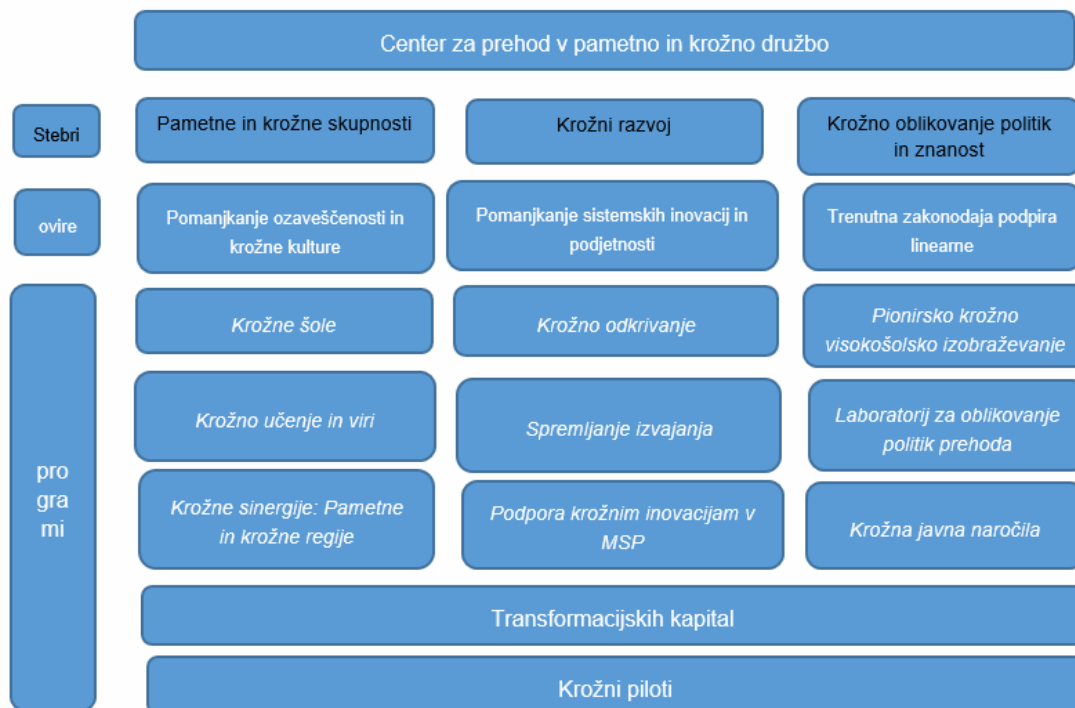 Center za prehod v pametno in krožno družbo
Stebri
Pametne in krožne skupnosti
Krožni razvoj
Krožno oblikovanje politik
in znanost
ovire
Pomanjkanje ozaveščenosti in
krožne kulture
Pomanjkanje sistemskih inovacij in
podjetnosti
Trenutna zakonodaja podpira
linearne
pro
gra
mi
Krožne šole
Krožno odkrivanje
Pionirsko krožno
visokošolsko izobraževanje
Krožno učenje in viri
Spremljanje izvajanja
Laboratorij za oblikovanje
politik prehoda
Krožne sinergije: Pametne
in krožne regije
Podpora krožnim inovacijam v
MSP
Krožna javna naročila
Transformacijskih kapital
Krožni piloti